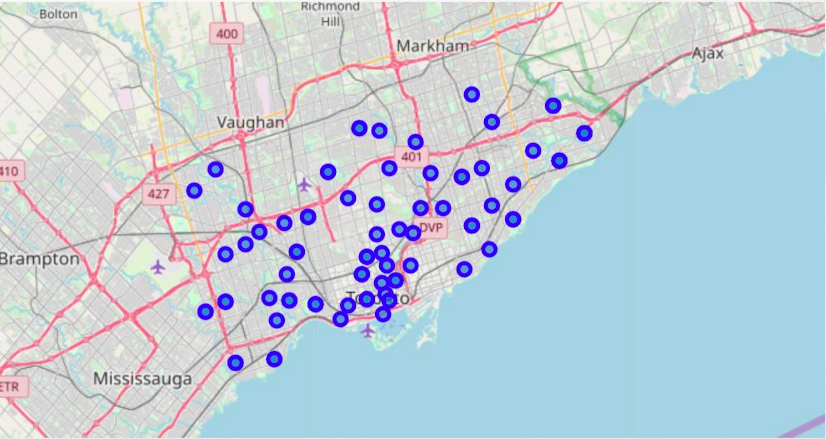 Bolton
Richmond
Hill
400
Markham
Ajax
Vaughan
401
410
427
DVP
Brampton
Toronto
Mississauga
ETR